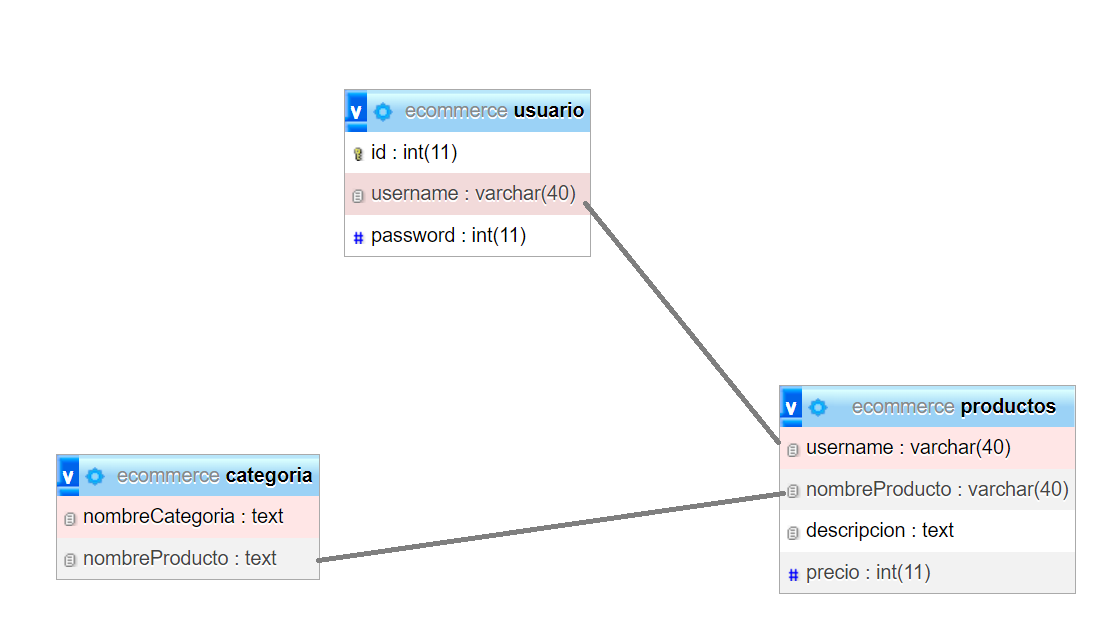 ecommerce usuario
id : int(11)
username : varchar(40)
# password : int(11)
ecommerce productos
username : varchar(40)
nombreProducto : varchar(40)
descripcion : text
# precio : int(11)
ecommerce categoria
nombreCategoria : text
nombreProducto : text